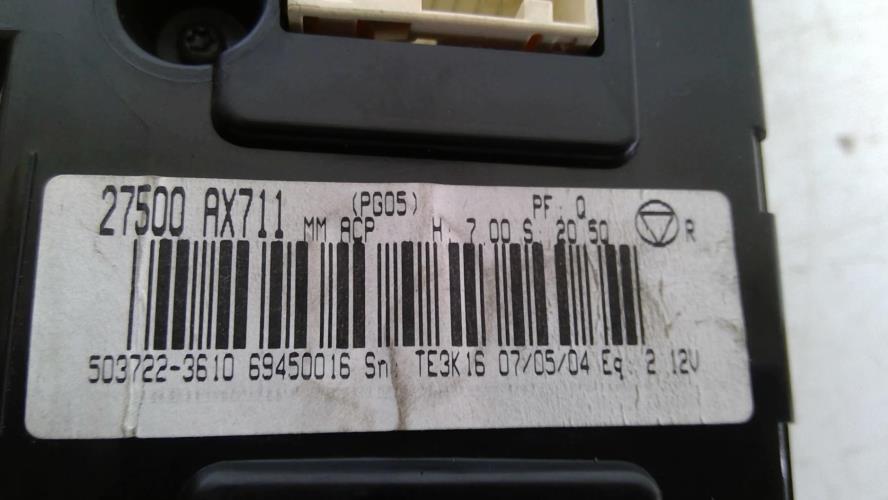 27500 AX711 (PG05) PF: Q
MM ACP H. 7.00 S. 20.50 R
503722-3610 69450016 Sn: TE3K16 07/05/04 Eq: 2 12V